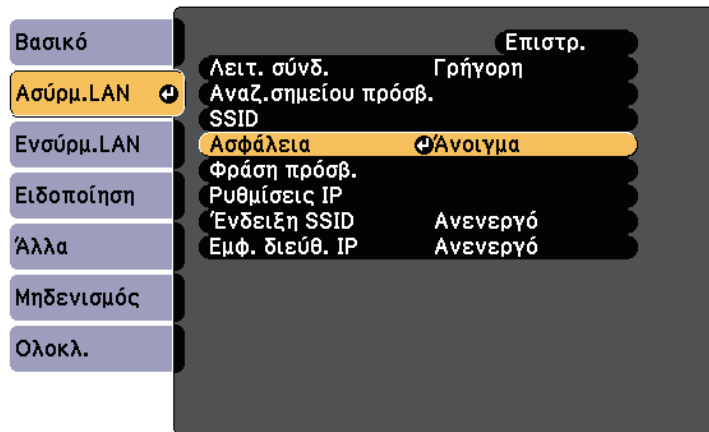 Βασικό
Ασύρμ.LAN
Ενσύρμ.LAN
Ειδοποίηση
Άλλα
Μηδενισμός
Ολοκλ.
Επιστρ.
Λειτ. σύνδ. Γρήγορη
Αναζ.σημείου πρόσβ.
SSID
Ασφάλεια Άνοιγμα
Φράση πρόσβ.
Ρυθμίσεις IP
Ένδειξη SSID Ανενεργό
Εμφ. διεύθ. IP Ανενεργό